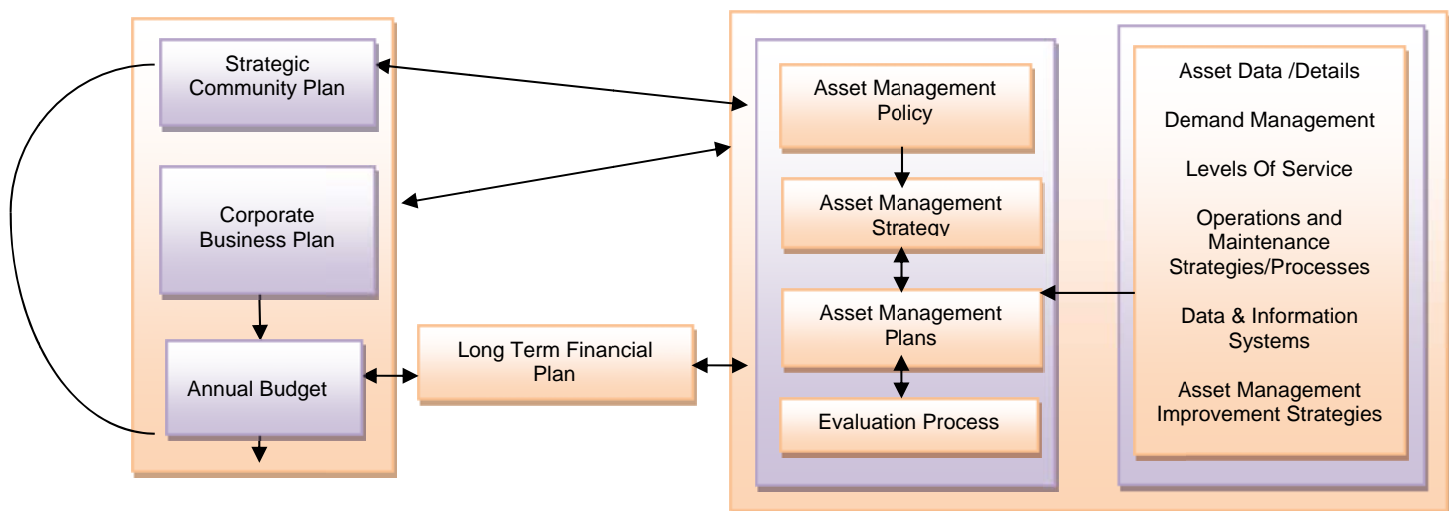 Strategic
Community Plan
Corporate
Business Plan
Annual Budget
Long Term Financial
Plan
Asset Management
Policy
Asset Management
Strategy
Asset Management
Plans
Evaluation Process
Asset Data /Details
Demand Management
Levels Of Service
Operations and
Maintenance
Strategies/Processes
Data & Information
Systems
Asset Management
Improvement Strategies